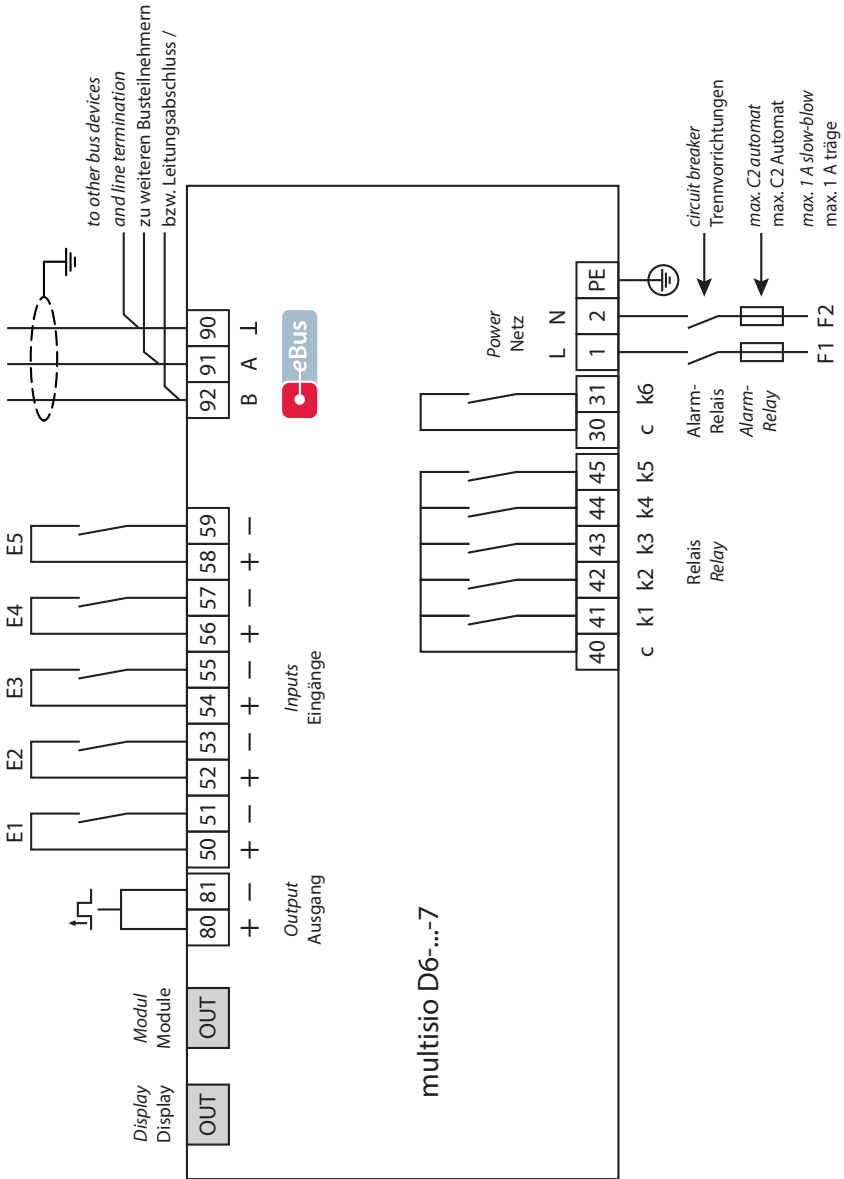 to other bus devices
and line termination
zu weiteren Busteilnehmern
bzw. Leitungsabschluss /
E1 E2 E3 E4 E5
Display
Display
Modul
Module
OUT OUT 80 81 50 51 52 53 54 55 56 57 58 59 92 91 90
+ − + − + − + − + − + − B A ⊥
Output
Ausgang
Inputs
Eingänge
eBus
multisio D6-...-7
Power
Netz
L N
40 41 42 43 44 45 30 31 1 2 PE
c k1 k2 k3 k4 k5 c k6
Relais
Relay
Alarm-
Relais
Alarm-
Relay
F1 F2
circuit breaker
Trennvorrichtungen
max. C2 automat
max. C2 Automat
max. 1 A slow-blow
max. 1 A träge